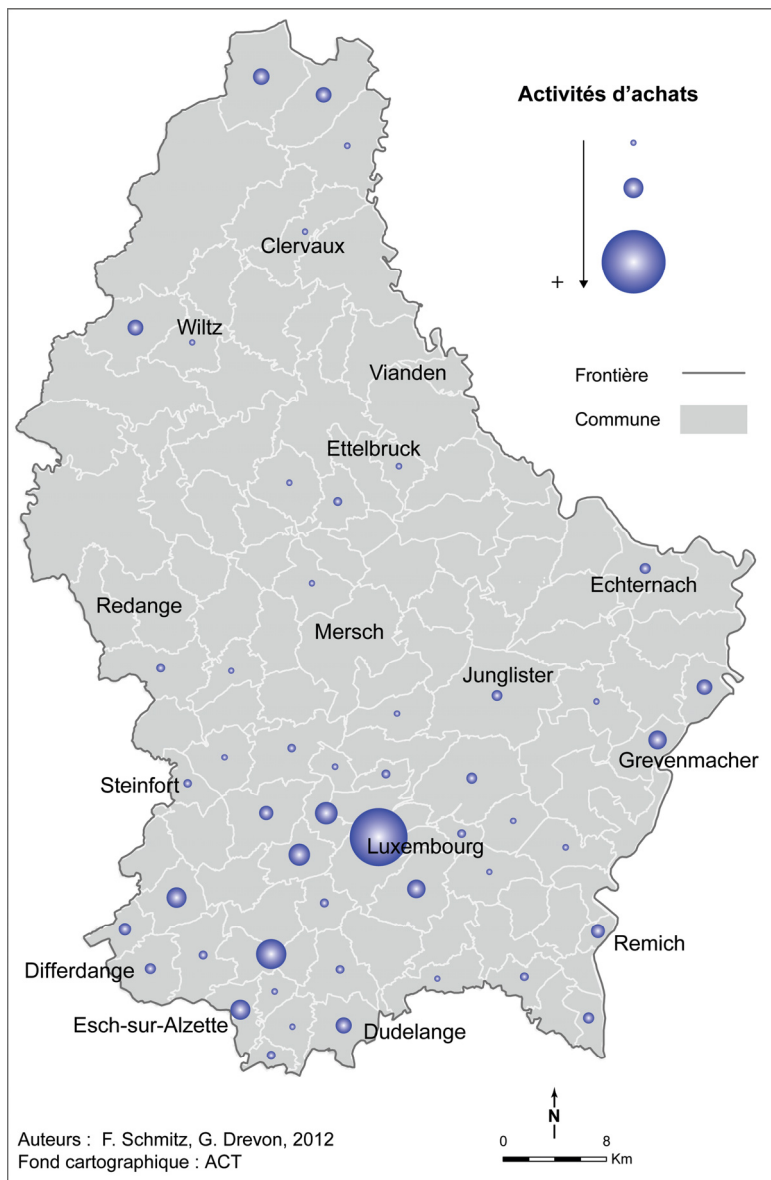 Activités d'achats
+
Clervaux
Wiltz
Vianden
Frontière
Commune
Ettelbruck
Echternach
Redange
Mersch
Junglister
Grevenmacher
Steinfort
Luxembourg
Remich
Differdange
Esch-sur-Alzette
Dudelange
N
Auteurs : F. Schmitz, G. Drevon, 2012
Fond cartographique : ACT
0 8
Km